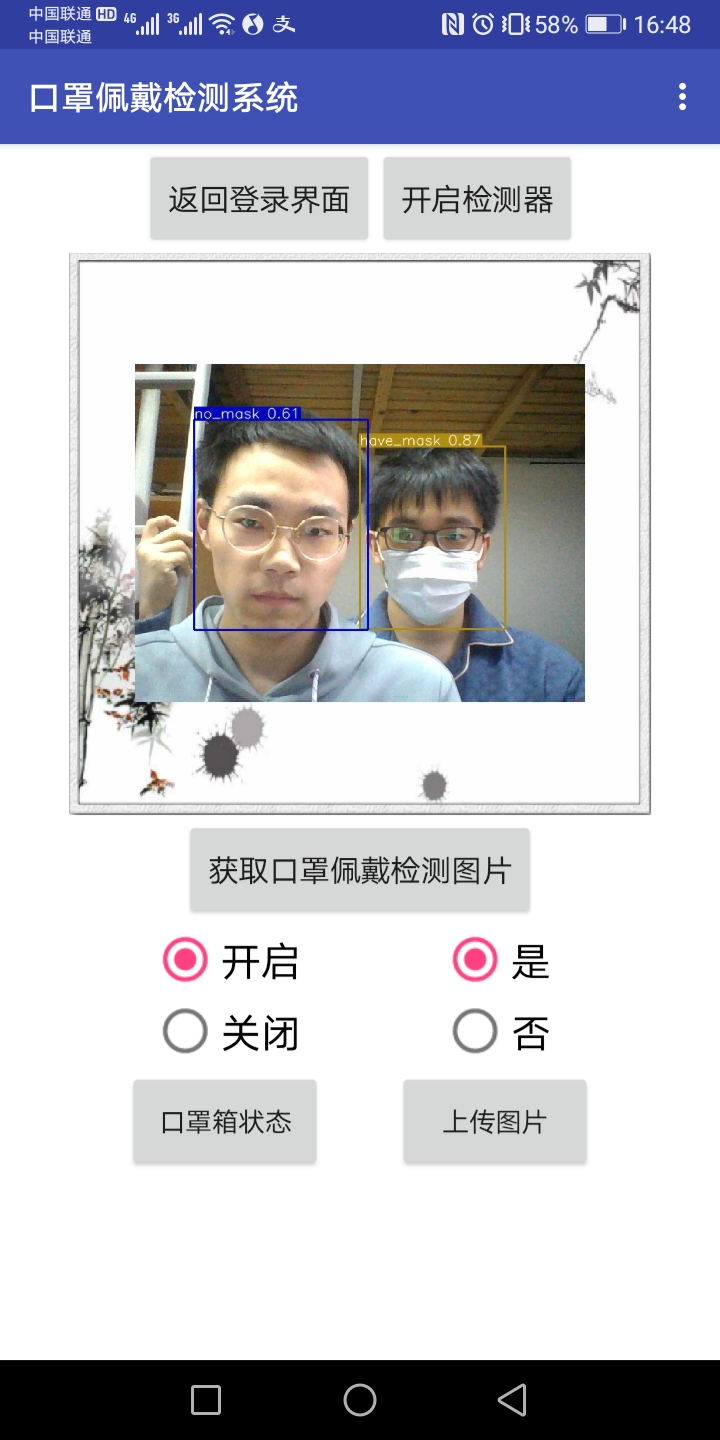 中国联通 HD 4G 3G 58% 16:48
中国联通
口罩佩戴检测系统
返回登录界面 开启检测器
no_mask 0.61
have_mask 0.87
获取口罩佩戴检测图片
开启 是
关闭 否
口罩箱状态 上传图片